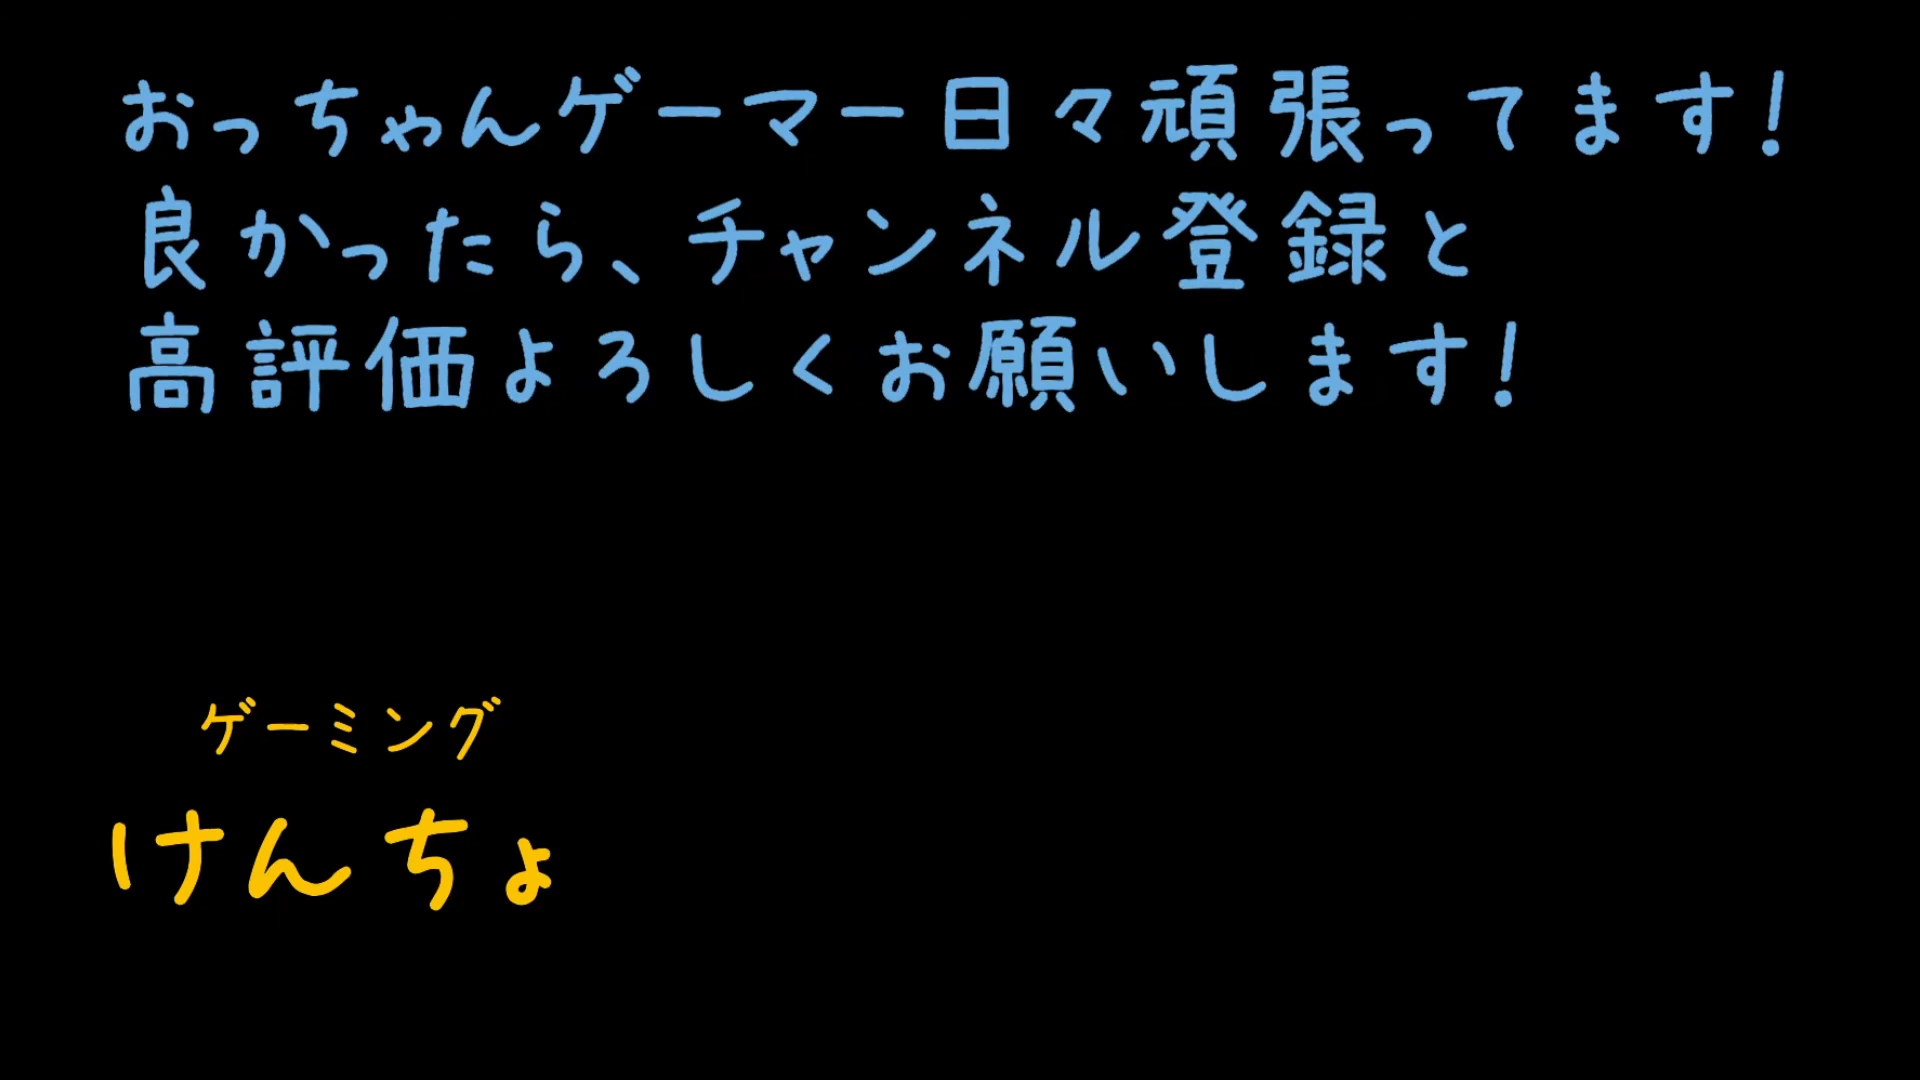 おっちゃんゲーマー日々頑張ってます!
良かったら、チャンネル登録と
高評価よろしくお願いします!
ゲーミング
けんちょ